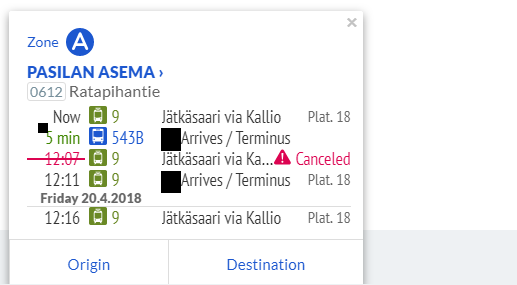 ×
Zone A
PASILAN ASEMA ›
0612 Ratapihantie
Now 9 Jätkäsaari via Kallio Plat. 18
5 min 543B Arrives / Terminus
12:07 9 Jätkäsaari via Ka... Canceled
12:11 9 Arrives / Terminus Plat. 18
Friday 20.4.2018
12:16 9 Jätkäsaari via Kallio Plat. 18
Origin Destination